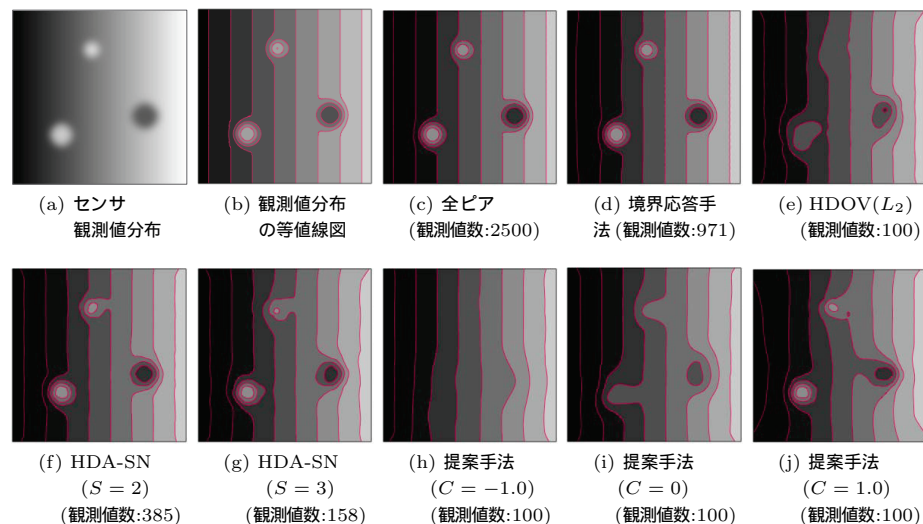 (a) センサ
観測値分布
(b) 観測値分布
の等値線図
(c) 全ピア
(観測値数:2500)
(d) 境界応答手
法 (観測値数:971)
(e) HDOV(L₂)
(観測値数:100)
(f) HDA-SN
(S = 2)
(観測値数:385)
(g) HDA-SN
(S = 3)
(観測値数:158)
(h) 提案手法
(C = −1.0)
(観測値数:100)
(i) 提案手法
(C = 0)
(観測値数:100)
(j) 提案手法
(C = 1.0)
(観測値数:100)